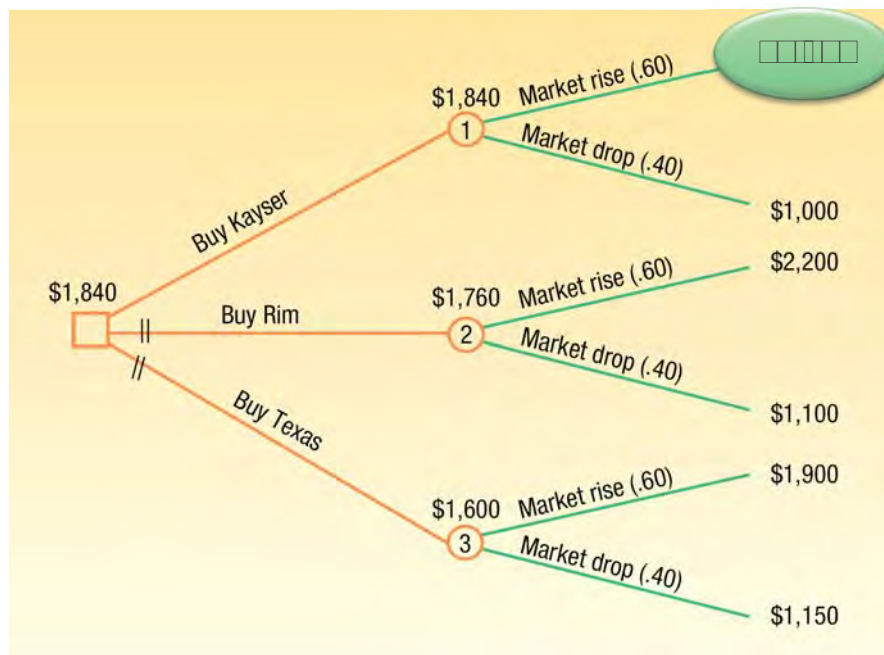 $1,840 Market rise (.60)
1
Market drop (.40)
$1,000
Buy Kayser
$2,200
$1,840
$1,760 Market rise (.60)
Buy Rim
2
Market drop (.40)
$1,100
Buy Texas
$1,900
$1,600 Market rise (.60)
3
Market drop (.40)
$1,150